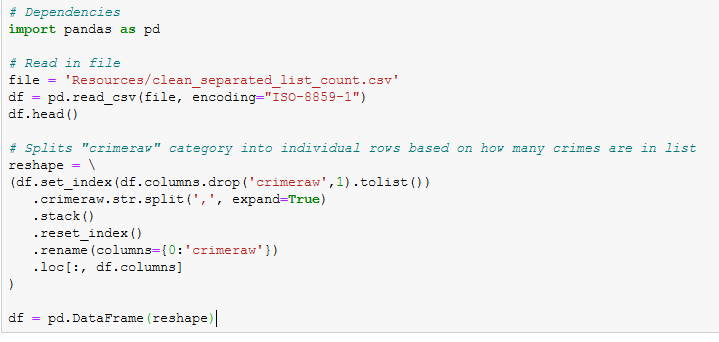 # Dependencies
import pandas as pd
# Read in file
file = 'Resources/clean_separated_list_count.csv'
df = pd.read_csv(file, encoding="ISO-8859-1")
df.head()
# Splits "crimeraw" category into individual rows based on how many crimes are in list
reshape = \
(df.set_index(df.columns.drop('crimeraw',1).tolist())
   .crimeraw.str.split(',', expand=True)
   .stack()
   .reset_index()
   .rename(columns={0:'crimeraw'})
   .loc[:, df.columns]
)
df = pd.DataFrame(reshape)